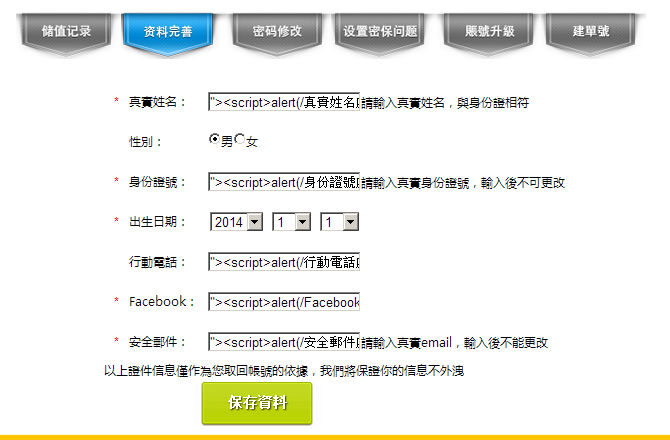 储值记录 资料完善 密码修改 设置密保问题 賬號升級 建單號
* 真實姓名： "><script>alert(/真實姓名 請輸入真實姓名，與身份證相符
性別： 男 女
* 身份證號： "><script>alert(/身份證號 請輸入真實身份證號，輸入後不可更改
* 出生日期： 2014 1 1
行動電話： "><script>alert(/行動電話
* Facebook： "><script>alert(/Facebook
* 安全郵件： "><script>alert(/安全郵件 請輸入真實email，輸入後不能更改
以上證件信息僅作為您取回帳號的依據，我們將保證你的信息不外洩
保存資料